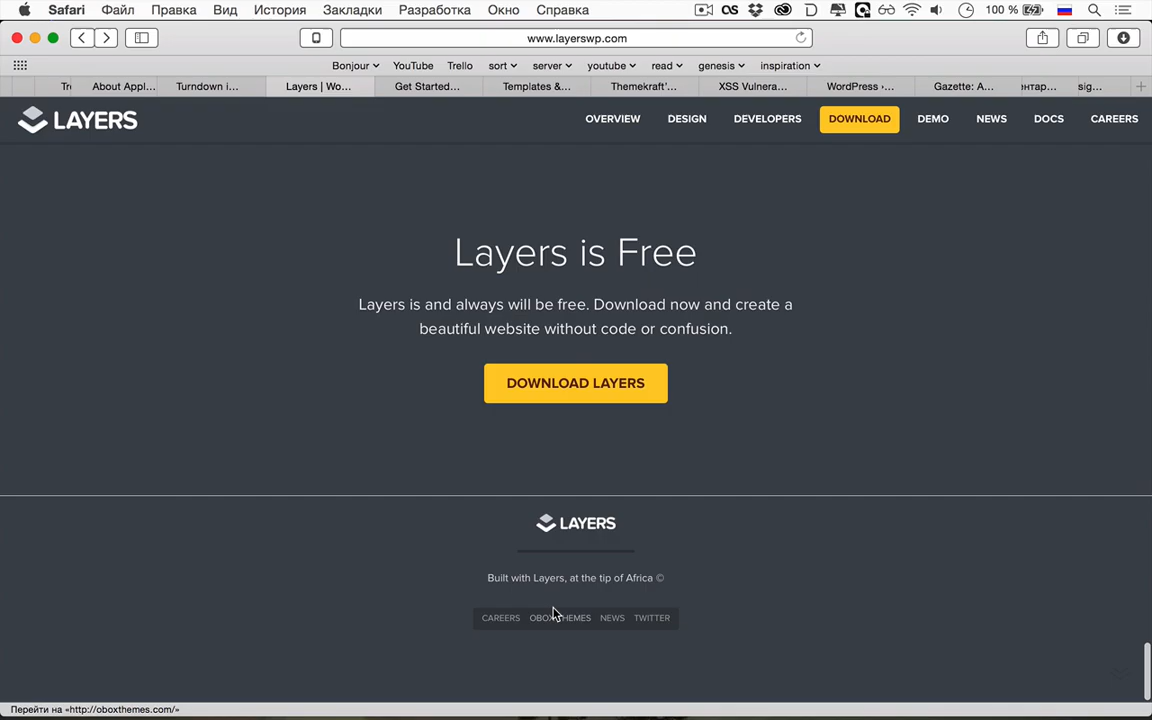 Safari Файл Правка Вид История Закладки Разработка Окно Справка 100 %
www.layerswp.com
Bonjour YouTube Trello sort server youtube read genesis inspiration
About Appl... Turndown i... Layers | Wo... Get Started... Templates &... Themekraft'... XSS Vulnera... WordPress ›... Gazette: A... нтар... sig...
LAYERS OVERVIEW DESIGN DEVELOPERS DOWNLOAD DEMO NEWS DOCS CAREERS
Layers is Free
Layers is and always will be free. Download now and create a
beautiful website without code or confusion.
DOWNLOAD LAYERS
LAYERS
Built with Layers, at the tip of Africa ©
CAREERS OBOX THEMES NEWS TWITTER
Перейти на «http://oboxthemes.com/»